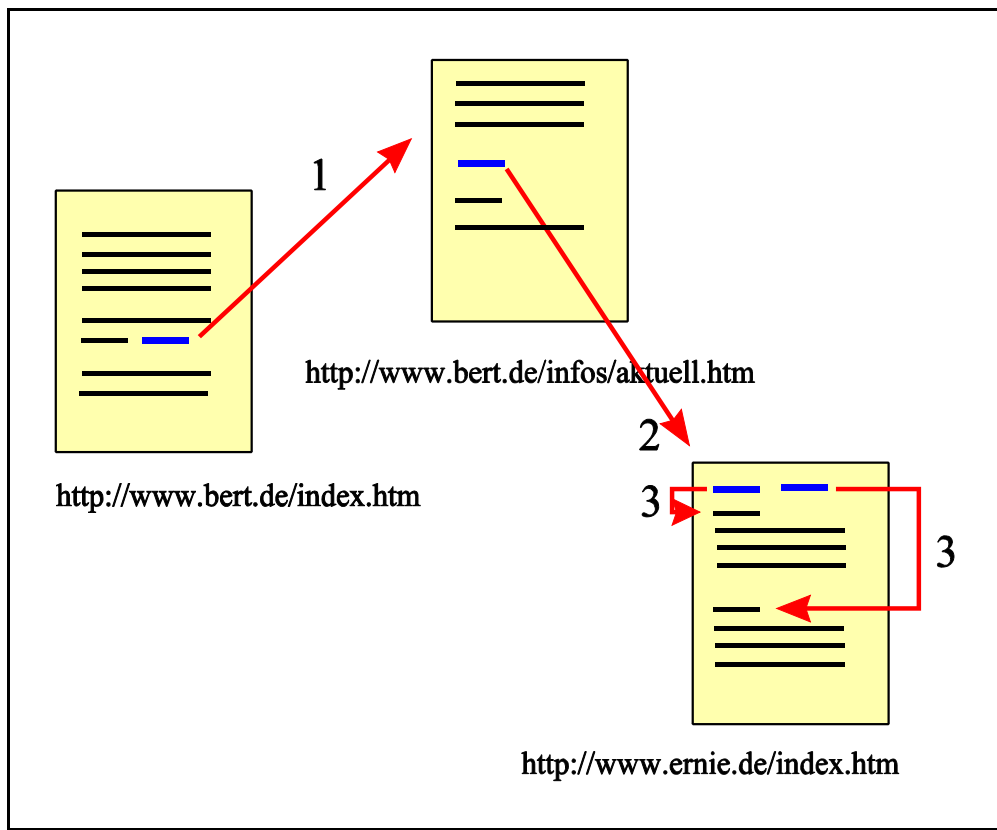 1
http://www.bert.de/infos/aktuell.htm
2
http://www.bert.de/index.htm
3
3
http://www.ernie.de/index.htm